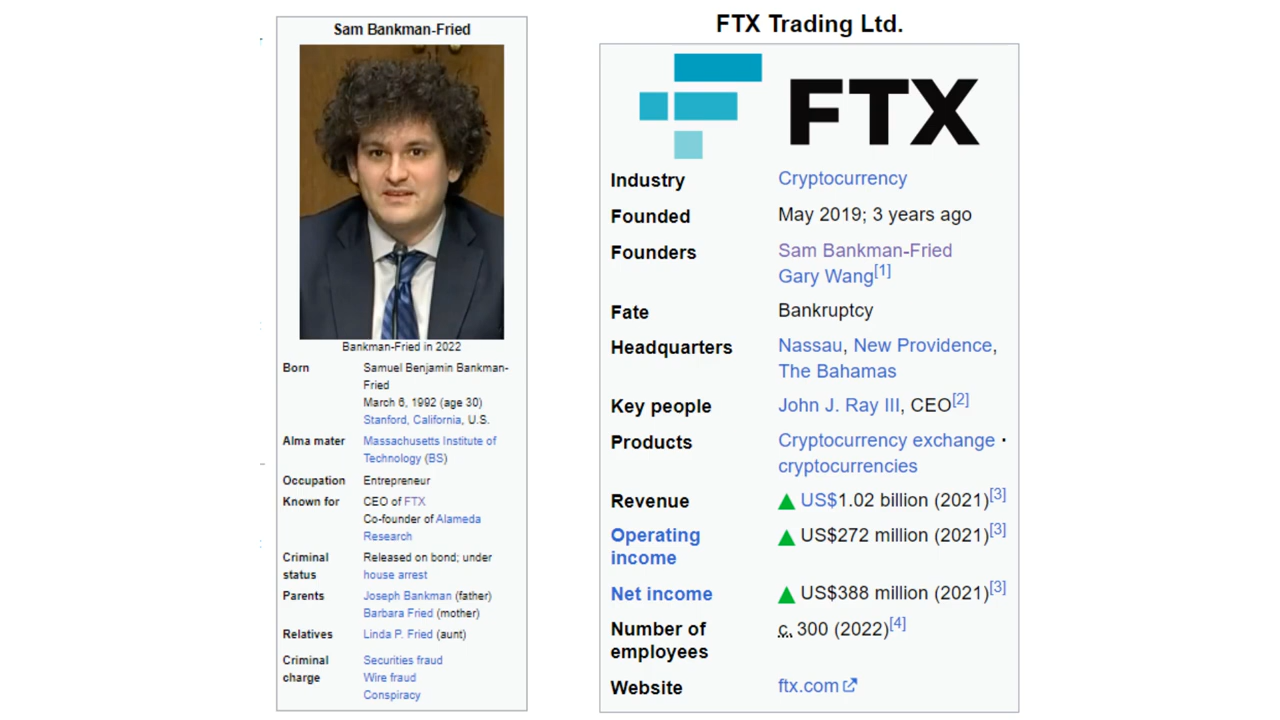 Sam Bankman-Fried
Bankman-Fried in 2022
Born Samuel Benjamin Bankman-
Fried
March 6, 1992 (age 30)
Stanford, California, U.S.
Alma mater Massachusetts Institute of
Technology (BS)
Occupation Entrepreneur
Known for CEO of FTX
Co-founder of Alameda
Research
Criminal Released on bond; under
status house arrest
Parents Joseph Bankman (father)
Barbara Fried (mother)
Relatives Linda P. Fried (aunt)
Criminal Securities fraud
charge Wire fraud
Conspiracy
FTX Trading Ltd.
FTX
Industry Cryptocurrency
Founded May 2019; 3 years ago
Founders Sam Bankman-Fried
Gary Wang[1]
Fate Bankruptcy
Headquarters Nassau, New Providence,
The Bahamas
Key people John J. Ray III, CEO[2]
Products Cryptocurrency exchange ·
cryptocurrencies
Revenue ▲ US$1.02 billion (2021)[3]
Operating ▲ US$272 million (2021)[3]
income
Net income ▲ US$388 million (2021)[3]
Number of c. 300 (2022)[4]
employees
Website ftx.com